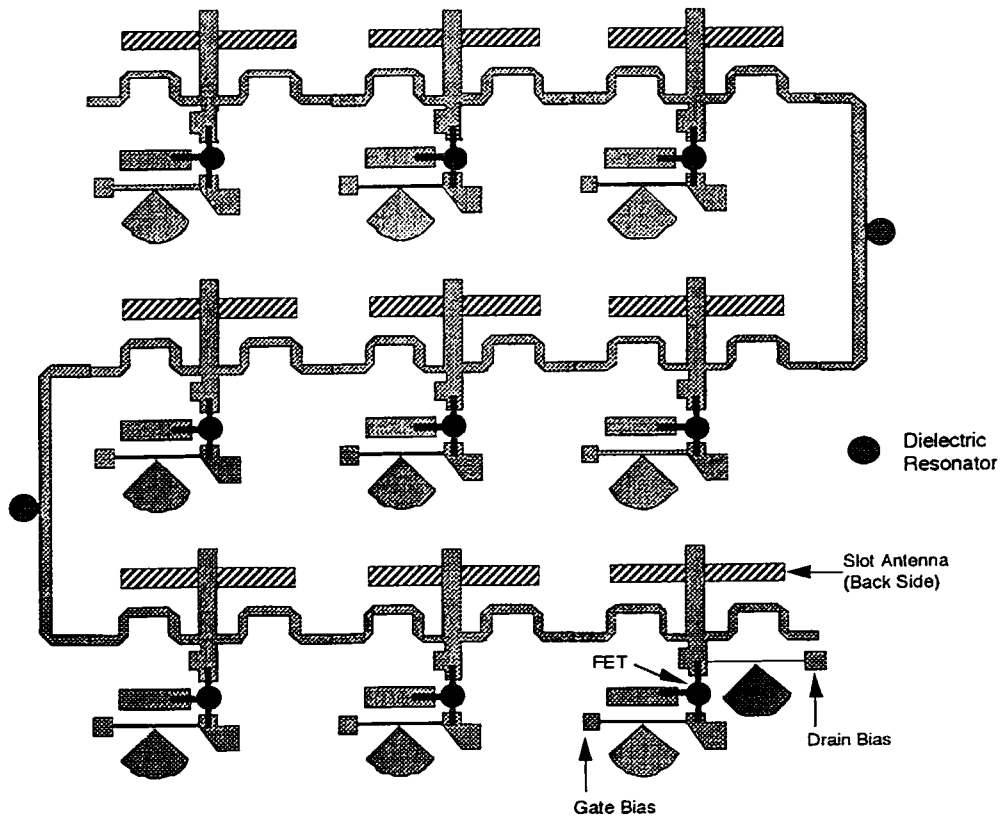 Dielectric
Resonator
Slot Antenna
(Back Side)
FET
Drain Bias
Gate Bias